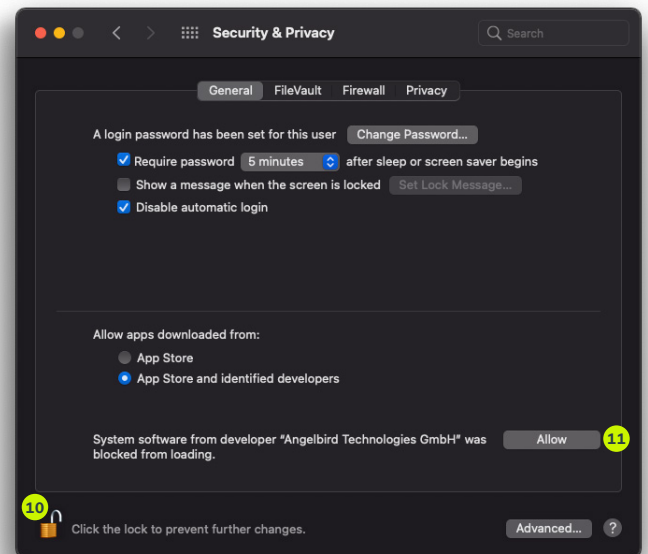 Security & Privacy
Search
General FileVault Firewall Privacy
A login password has been set for this user Change Password...
Require password 5 minutes after sleep or screen saver begins
Show a message when the screen is locked Set Lock Message...
Disable automatic login
Allow apps downloaded from:
App Store
App Store and identified developers
System software from developer “Angelbird Technologies GmbH” was Allow 11
blocked from loading.
10
Click the lock to prevent further changes. Advanced... ?